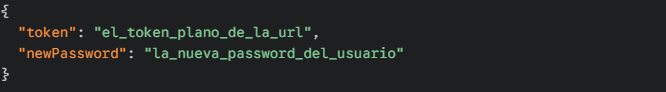 {
  "token": "el_token_plano_de_la_url",
  "newPassword": "la_nueva_password_del_usuario"
}